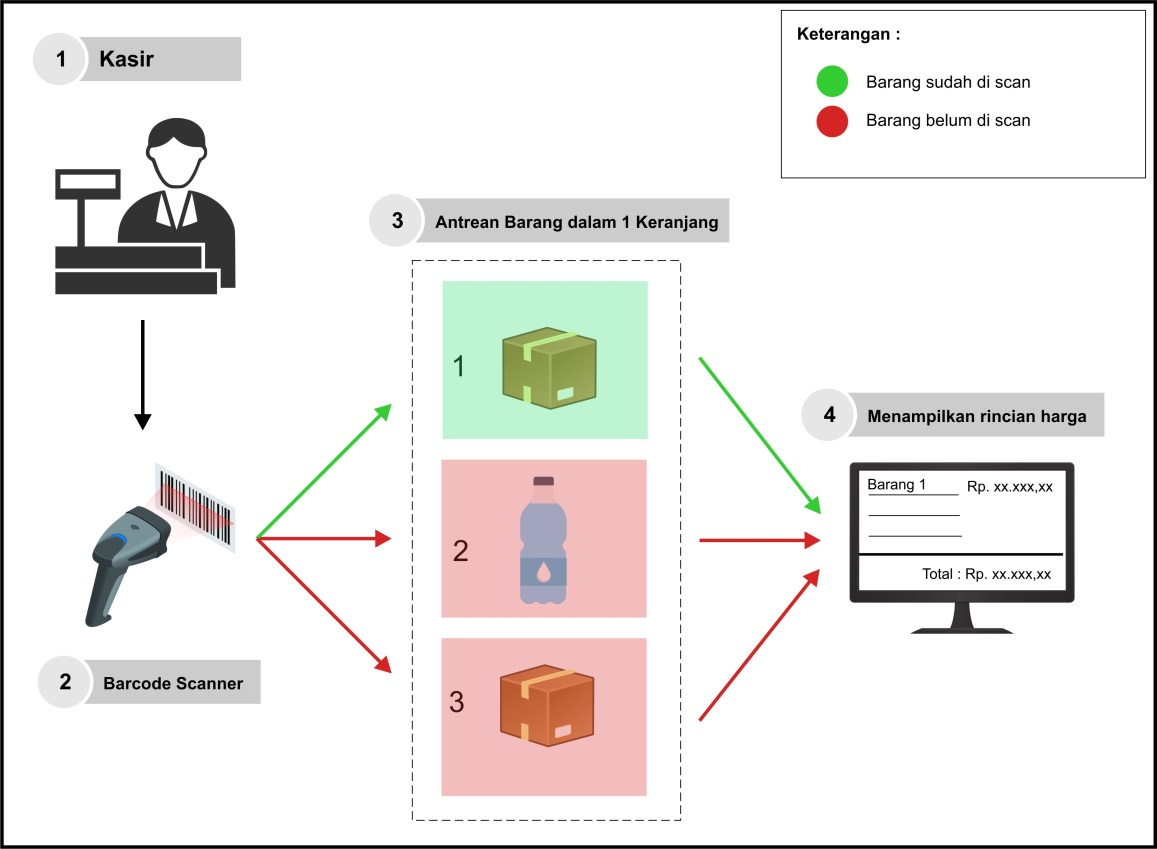 1 Kasir
Keterangan :
Barang sudah di scan
Barang belum di scan
3 Antrean Barang dalam 1 Keranjang
1
2
3
4 Menampilkan rincian harga
Barang 1 Rp. xx.xxx,xx
Total : Rp. xx.xxx,xx
2 Barcode Scanner